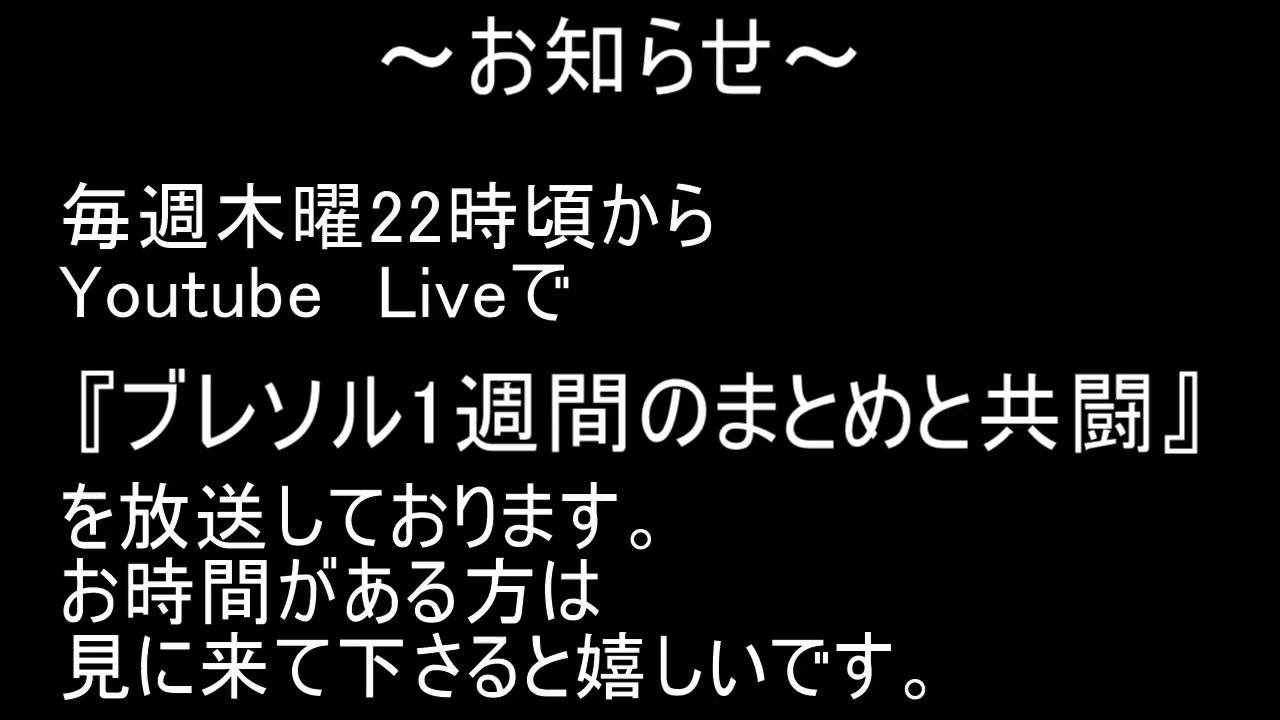 ～お知らせ～
毎週木曜22時頃から
Youtube　Liveで
『ブレソル1週間のまとめと共闘』
を放送しております。
お時間がある方は
見に来て下さると嬉しいです。